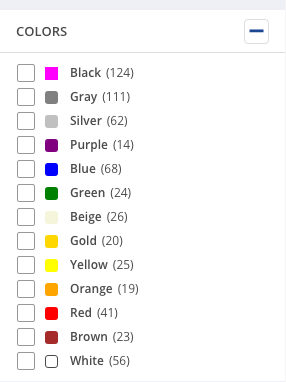 COLORS
Black (124)
Gray (111)
Silver (62)
Purple (14)
Blue (68)
Green (24)
Beige (26)
Gold (20)
Yellow (25)
Orange (19)
Red (41)
Brown (23)
White (56)